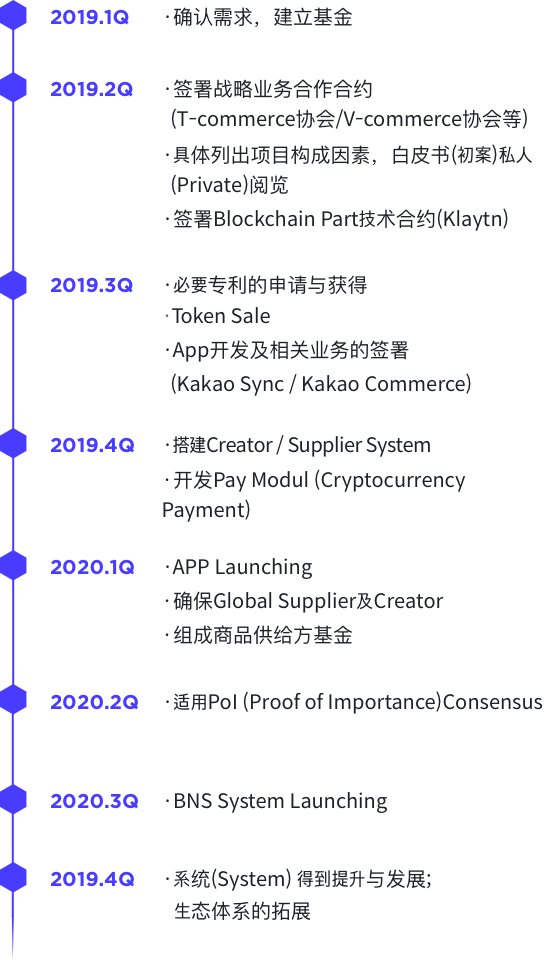 2019.1Q ·确认需求，建立基金
2019.2Q ·签署战略业务合作合约
(T-commerce协会/V-commerce协会等)
·具体列出项目构成因素，白皮书(初案)私人
(Private)阅览
·签署Blockchain Part技术合约(Klaytn)
2019.3Q ·必要专利的申请与获得
·Token Sale
·App开发及相关业务的签署
(Kakao Sync / Kakao Commerce)
2019.4Q ·搭建Creator / Supplier System
·开发Pay Modul (Cryptocurrency
Payment)
2020.1Q ·APP Launching
·确保Global Supplier及Creator
·组成商品供给方基金
2020.2Q ·适用PoI (Proof of Importance)Consensus
2020.3Q ·BNS System Launching
2019.4Q ·系统(System) 得到提升与发展;
生态体系的拓展